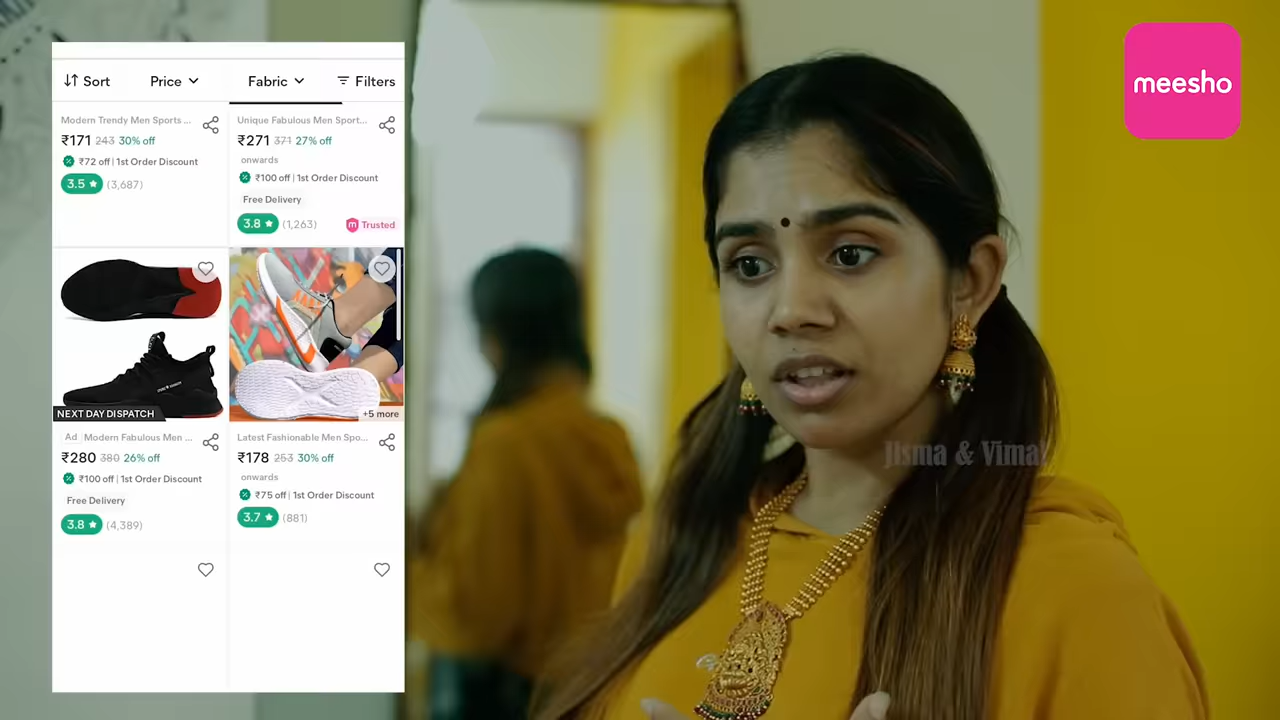 meesho
Sort
Price
Fabric
Filters
Modern Trendy Men Sports ...
₹171 243 30% off
₹72 off | 1st Order Discount
3.5 ★ (3,687)
Unique Fabulous Men Sport...
₹271 371 27% off
onwards
₹100 off | 1st Order Discount
Free Delivery
3.8 ★ (1,263)
m Trusted
NEXT DAY DISPATCH
+5 more
Ad Modern Fabulous Men ...
₹280 380 26% off
₹100 off | 1st Order Discount
Free Delivery
3.8 ★ (4,389)
Latest Fashionable Men Spo...
₹178 253 30% off
onwards
₹75 off | 1st Order Discount
3.7 ★ (881)
Jisma & Vimal